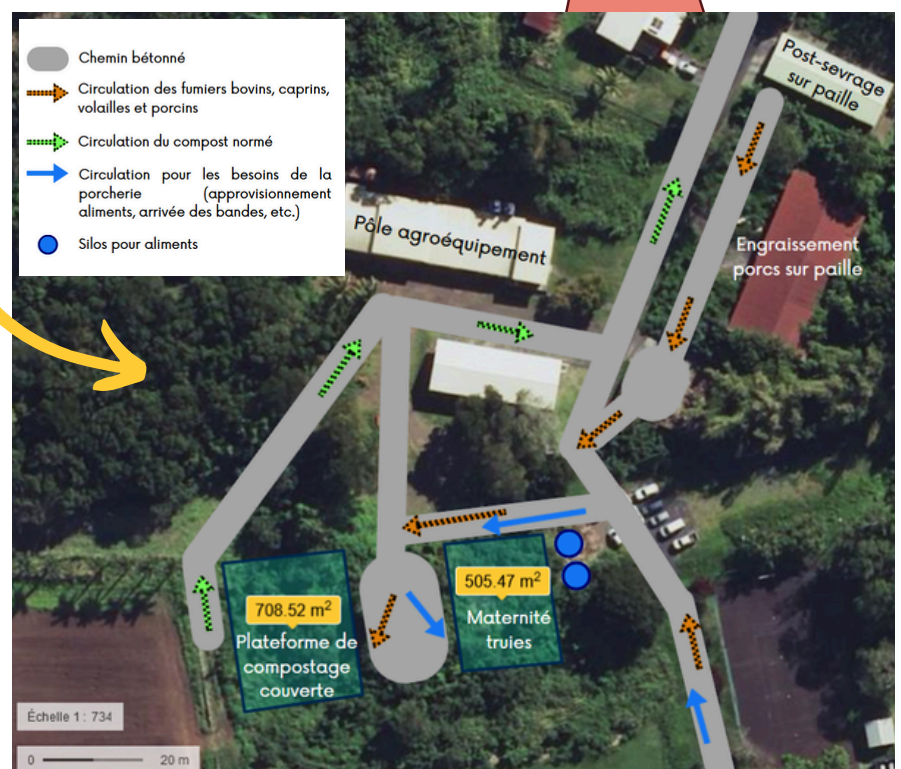 Chemin bétonné
Circulation des fumiers bovins, caprins,
volailles et porcins
Circulation du compost normé
Circulation pour les besoins de la
porcherie (approvisionnement
aliments, arrivée des bandes, etc.)
Silos pour aliments
Post-sevrage
sur paille
Pôle agroéquipement
Engraissement
porcs sur paille
708.52 m²
Plateforme de
compostage
couverte
505.47 m²
Maternité
truies
Échelle 1 : 734
0 20 m